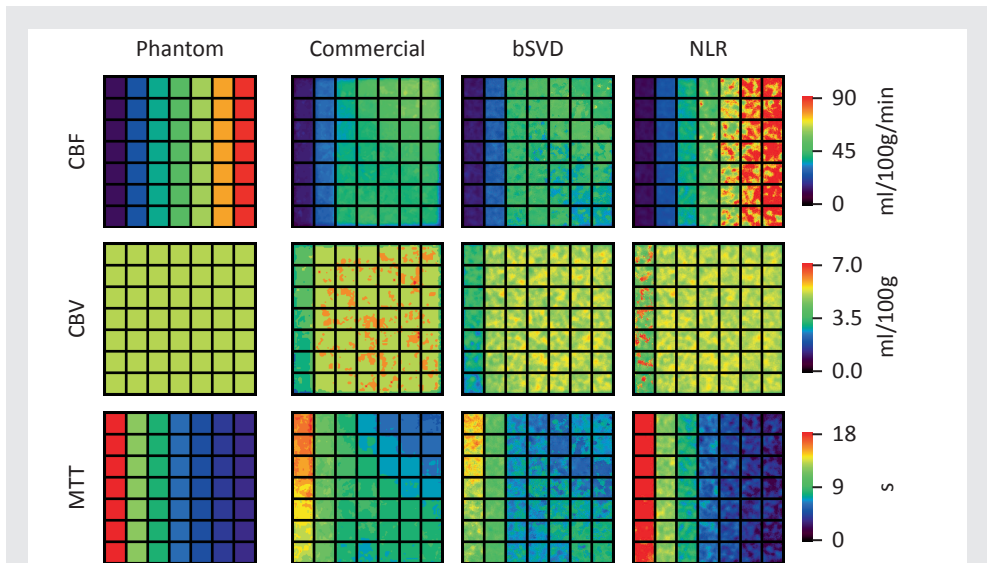 Phantom Commercial bSVD NLR
CBF
90
45
0
ml/100g/min
CBV
7.0
3.5
0.0
ml/100g
MTT
18
9
0
s